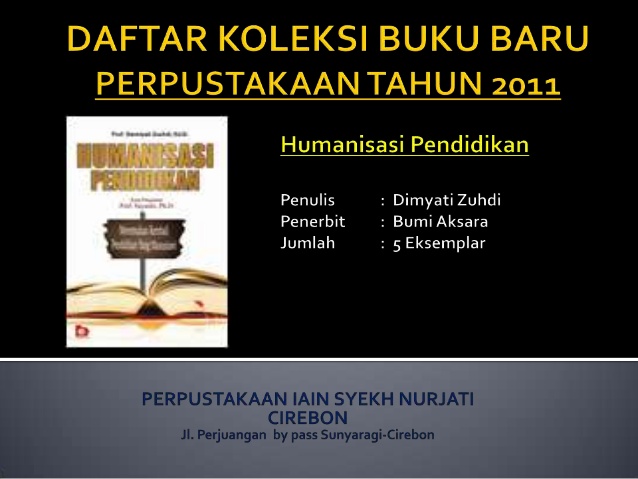 DAFTAR KOLEKSI BUKU BARU
PERPUSTAKAAN TAHUN 2011
HUMANISASI
PENDIDIKAN
Humanisasi Pendidikan
Penulis : Dimyati Zuhdi
Penerbit : Bumi Aksara
Jumlah : 5 Eksemplar
PERPUSTAKAAN IAIN SYEKH NURJATI
CIREBON
Jl. Perjuangan by pass Sunyaragi-Cirebon